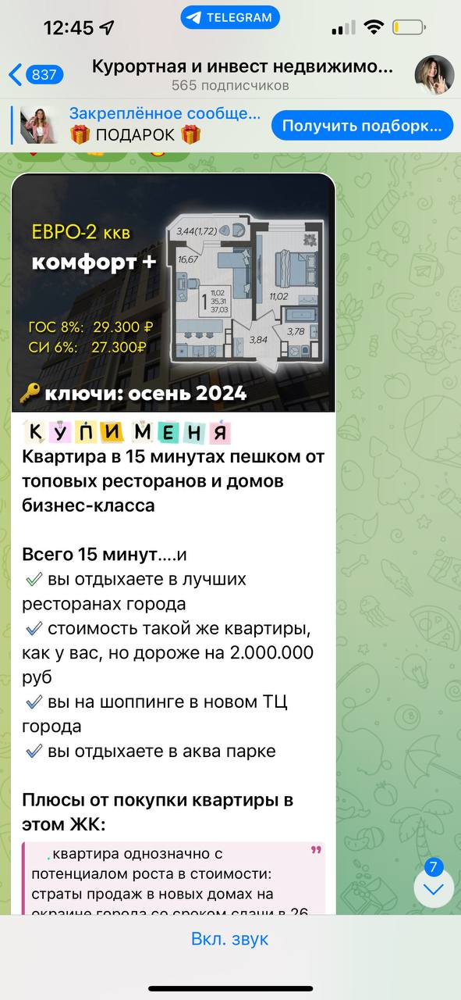 12:45
TELEGRAM
837
Курортная и инвест недвижимо...
565 подписчиков
Закреплённое сообще...
🎁 ПОДАРОК 🎁
Получить подборк...
ЕВРО-2 ккв
комфорт +
ГОС 8%: 29.300 ₽
СИ 6%: 27.300₽
3,44(1,72)
16,67
1
11,02
35,31
37,03
11,02
3,84
3,78
🔑 ключи: осень 2024
КУПИ МЕНЯ
Квартира в 15 минутах пешком от
топовых ресторанов и домов
бизнес-класса
Всего 15 минут....и
✓ вы отдыхаете в лучших
ресторанах города
✓ стоимость такой же квартиры,
как у вас, но дороже на 2.000.000
руб
✓ вы на шоппинге в новом ТЦ
города
✓ вы отдыхаете в аква парке
Плюсы от покупки квартиры в
этом ЖК:
.квартира однозначно с
потенциалом роста в стоимости:
страты продаж в новых домах на
окраине города со сроком сдачи в 26
7
Вкл. звук